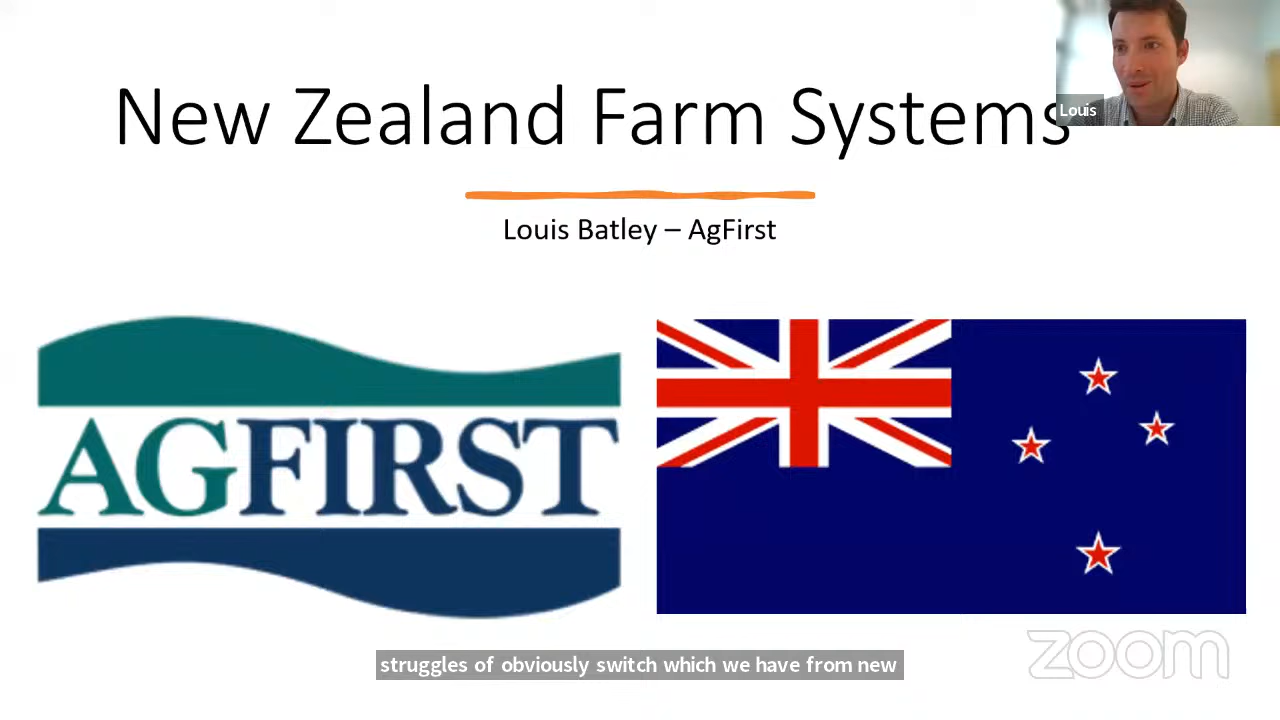 New Zealand Farm Systems
Louis
Louis Batley – AgFirst
AGFIRST
struggles of obviously switch which we have from new
zoom